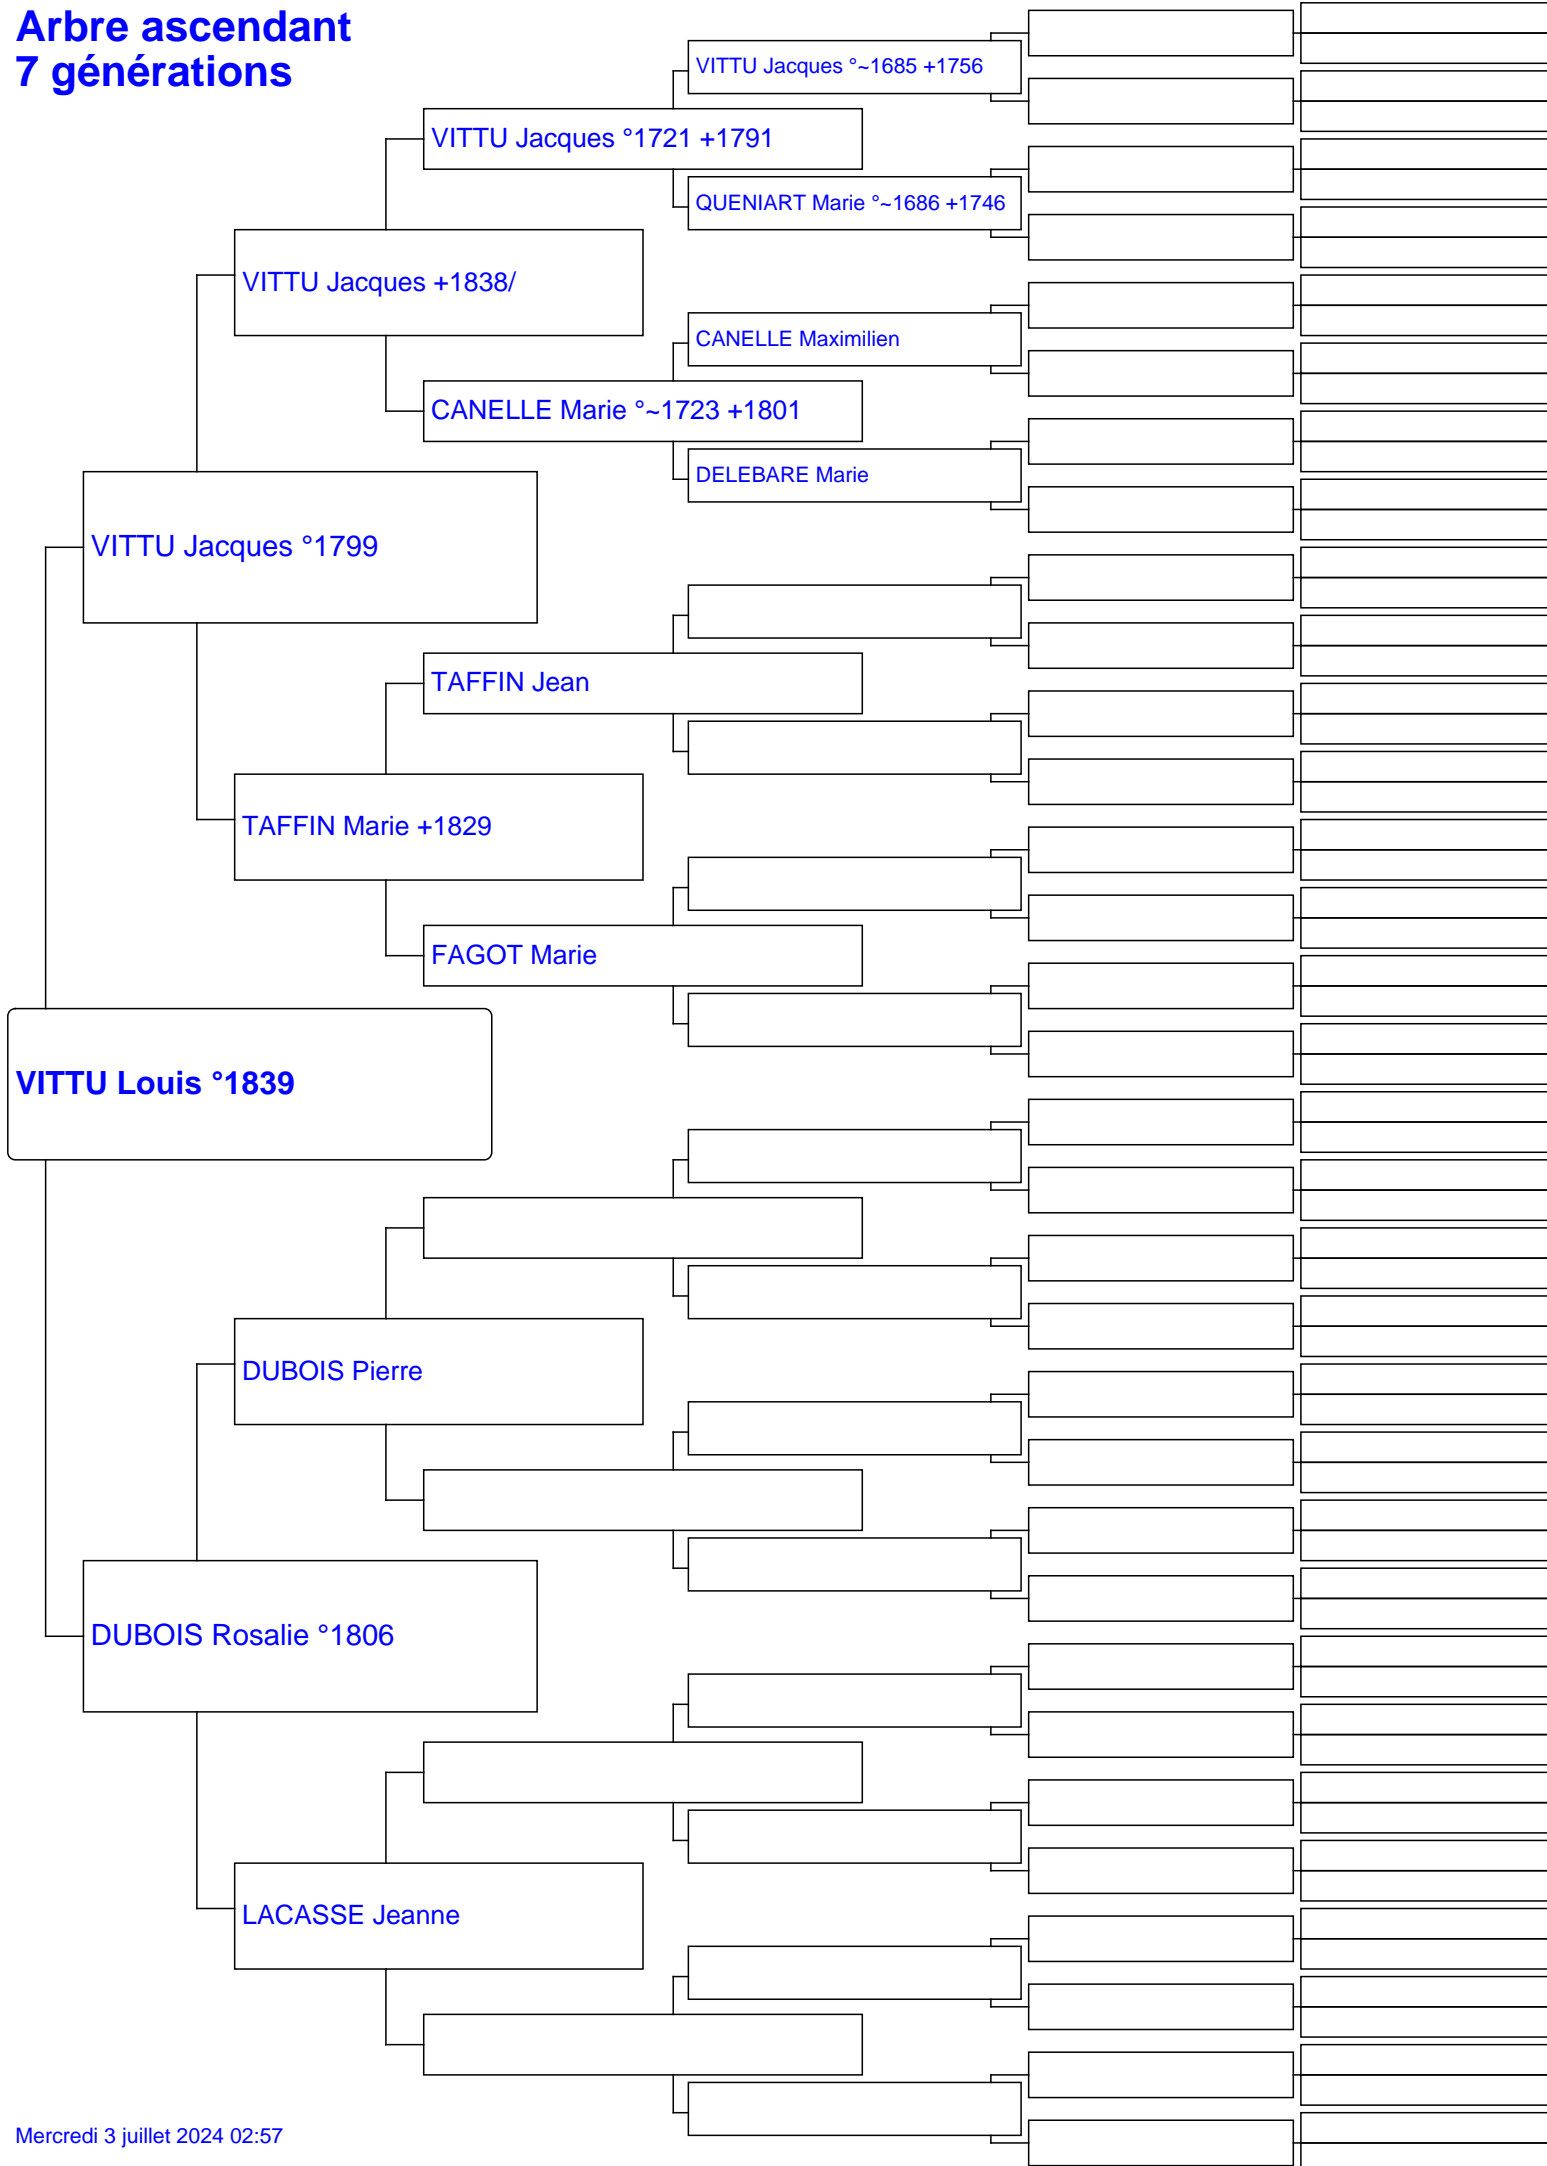 Arbre ascendant
7 générations
VITTU Jacques °~1685 +1756
VITTU Jacques °1721 +1791
QUENIART Marie °~1686 +1746
VITTU Jacques +1838/
CANELLE Maximilien
CANELLE Marie °~1723 +1801
DELEBARE Marie
VITTU Jacques °1799
TAFFIN Jean
TAFFIN Marie +1829
FAGOT Marie
VITTU Louis °1839
DUBOIS Pierre
DUBOIS Rosalie °1806
LACASSE Jeanne
Mercredi 3 juillet 2024 02:57